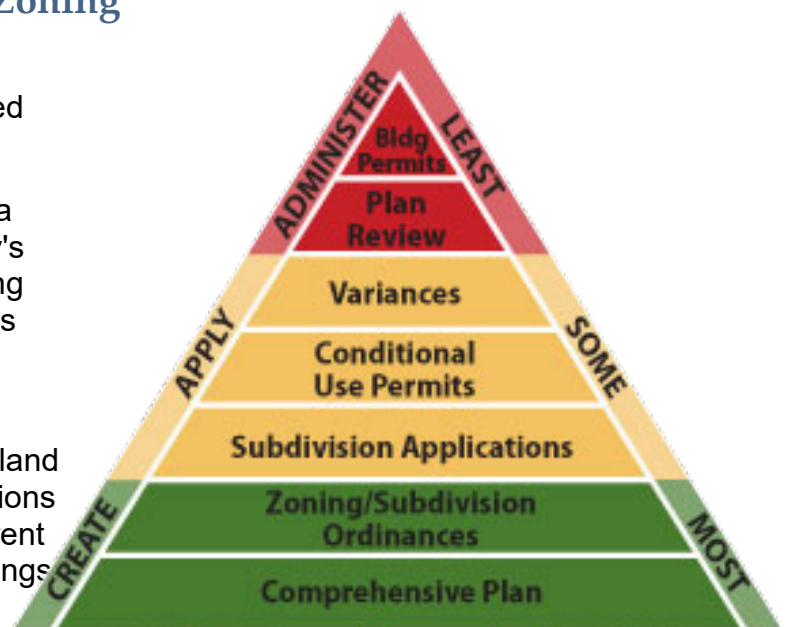 Zoning
ed
a
y's
ng
s
land
ions
ent
ngs
ADMINISTER
LEAST
Bldg
Permits
Plan
Review
Variances
APPLY
SOME
Conditional
Use Permits
Subdivision Applications
CREATE
MOST
Zoning/Subdivision
Ordinances
Comprehensive Plan